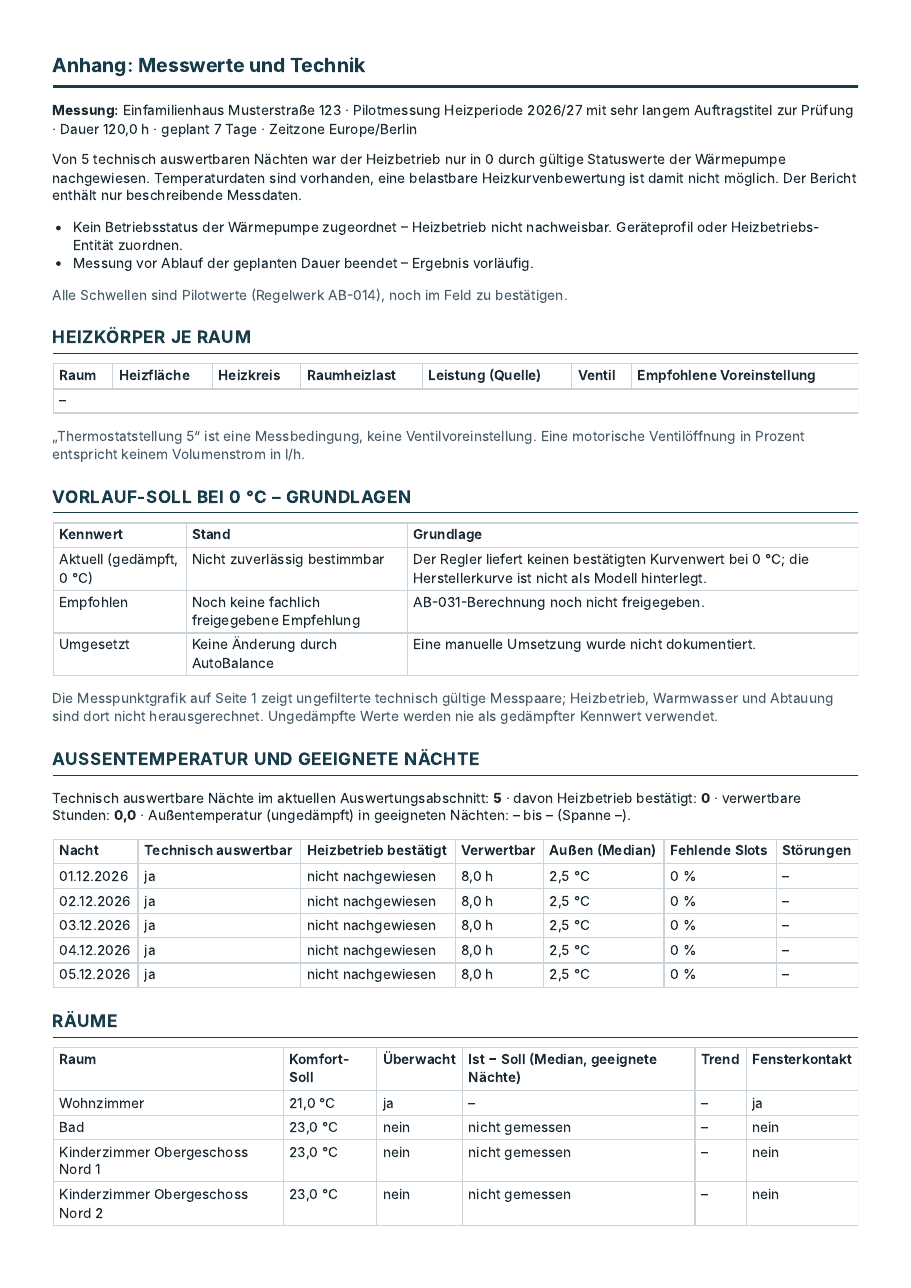 Anhang: Messwerte und Technik
Messung: Einfamilienhaus Musterstraße 123 · Pilotmessung Heizperiode 2026/27 mit sehr langem Auftragstitel zur Prüfung
· Dauer 120,0 h · geplant 7 Tage · Zeitzone Europe/Berlin
Von 5 technisch auswertbaren Nächten war der Heizbetrieb nur in 0 durch gültige Statuswerte der Wärmepumpe
nachgewiesen. Temperaturdaten sind vorhanden, eine belastbare Heizkurvenbewertung ist damit nicht möglich. Der Bericht
enthält nur beschreibende Messdaten.
• Kein Betriebsstatus der Wärmepumpe zugeordnet – Heizbetrieb nicht nachweisbar. Geräteprofil oder Heizbetriebs-
Entität zuordnen.
• Messung vor Ablauf der geplanten Dauer beendet – Ergebnis vorläufig.
Alle Schwellen sind Pilotwerte (Regelwerk AB-014), noch im Feld zu bestätigen.
HEIZKÖRPER JE RAUM
Raum Heizfläche Heizkreis Raumheizlast Leistung (Quelle) Ventil Empfohlene Voreinstellung
–
„Thermostatstellung 5“ ist eine Messbedingung, keine Ventilvoreinstellung. Eine motorische Ventilöffnung in Prozent
entspricht keinem Volumenstrom in l/h.
VORLAUF-SOLL BEI 0 °C – GRUNDLAGEN
Kennwert Stand Grundlage
Aktuell (gedämpft, Nicht zuverlässig bestimmbar Der Regler liefert keinen bestätigten Kurvenwert bei 0 °C; die
0 °C) Herstellerkurve ist nicht als Modell hinterlegt.
Empfohlen Noch keine fachlich AB-031-Berechnung noch nicht freigegeben.
freigegebene Empfehlung
Umgesetzt Keine Änderung durch Eine manuelle Umsetzung wurde nicht dokumentiert.
AutoBalance
Die Messpunktgrafik auf Seite 1 zeigt ungefilterte technisch gültige Messpaare; Heizbetrieb, Warmwasser und Abtauung
sind dort nicht herausgerechnet. Ungedämpfte Werte werden nie als gedämpfter Kennwert verwendet.
AUSSENTEMPERATUR UND GEEIGNETE NÄCHTE
Technisch auswertbare Nächte im aktuellen Auswertungsabschnitt: 5 · davon Heizbetrieb bestätigt: 0 · verwertbare
Stunden: 0,0 · Außentemperatur (ungedämpft) in geeigneten Nächten: – bis – (Spanne –).
Nacht Technisch auswertbar Heizbetrieb bestätigt Verwertbar Außen (Median) Fehlende Slots Störungen
01.12.2026 ja nicht nachgewiesen 8,0 h 2,5 °C 0 % –
02.12.2026 ja nicht nachgewiesen 8,0 h 2,5 °C 0 % –
03.12.2026 ja nicht nachgewiesen 8,0 h 2,5 °C 0 % –
04.12.2026 ja nicht nachgewiesen 8,0 h 2,5 °C 0 % –
05.12.2026 ja nicht nachgewiesen 8,0 h 2,5 °C 0 % –
RÄUME
Raum Komfort- Überwacht Ist − Soll (Median, geeignete Trend Fensterkontakt
Soll Nächte)
Wohnzimmer 21,0 °C ja – – ja
Bad 23,0 °C nein nicht gemessen – nein
Kinderzimmer Obergeschoss 23,0 °C nein nicht gemessen – nein
Nord 1
Kinderzimmer Obergeschoss 23,0 °C nein nicht gemessen – nein
Nord 2